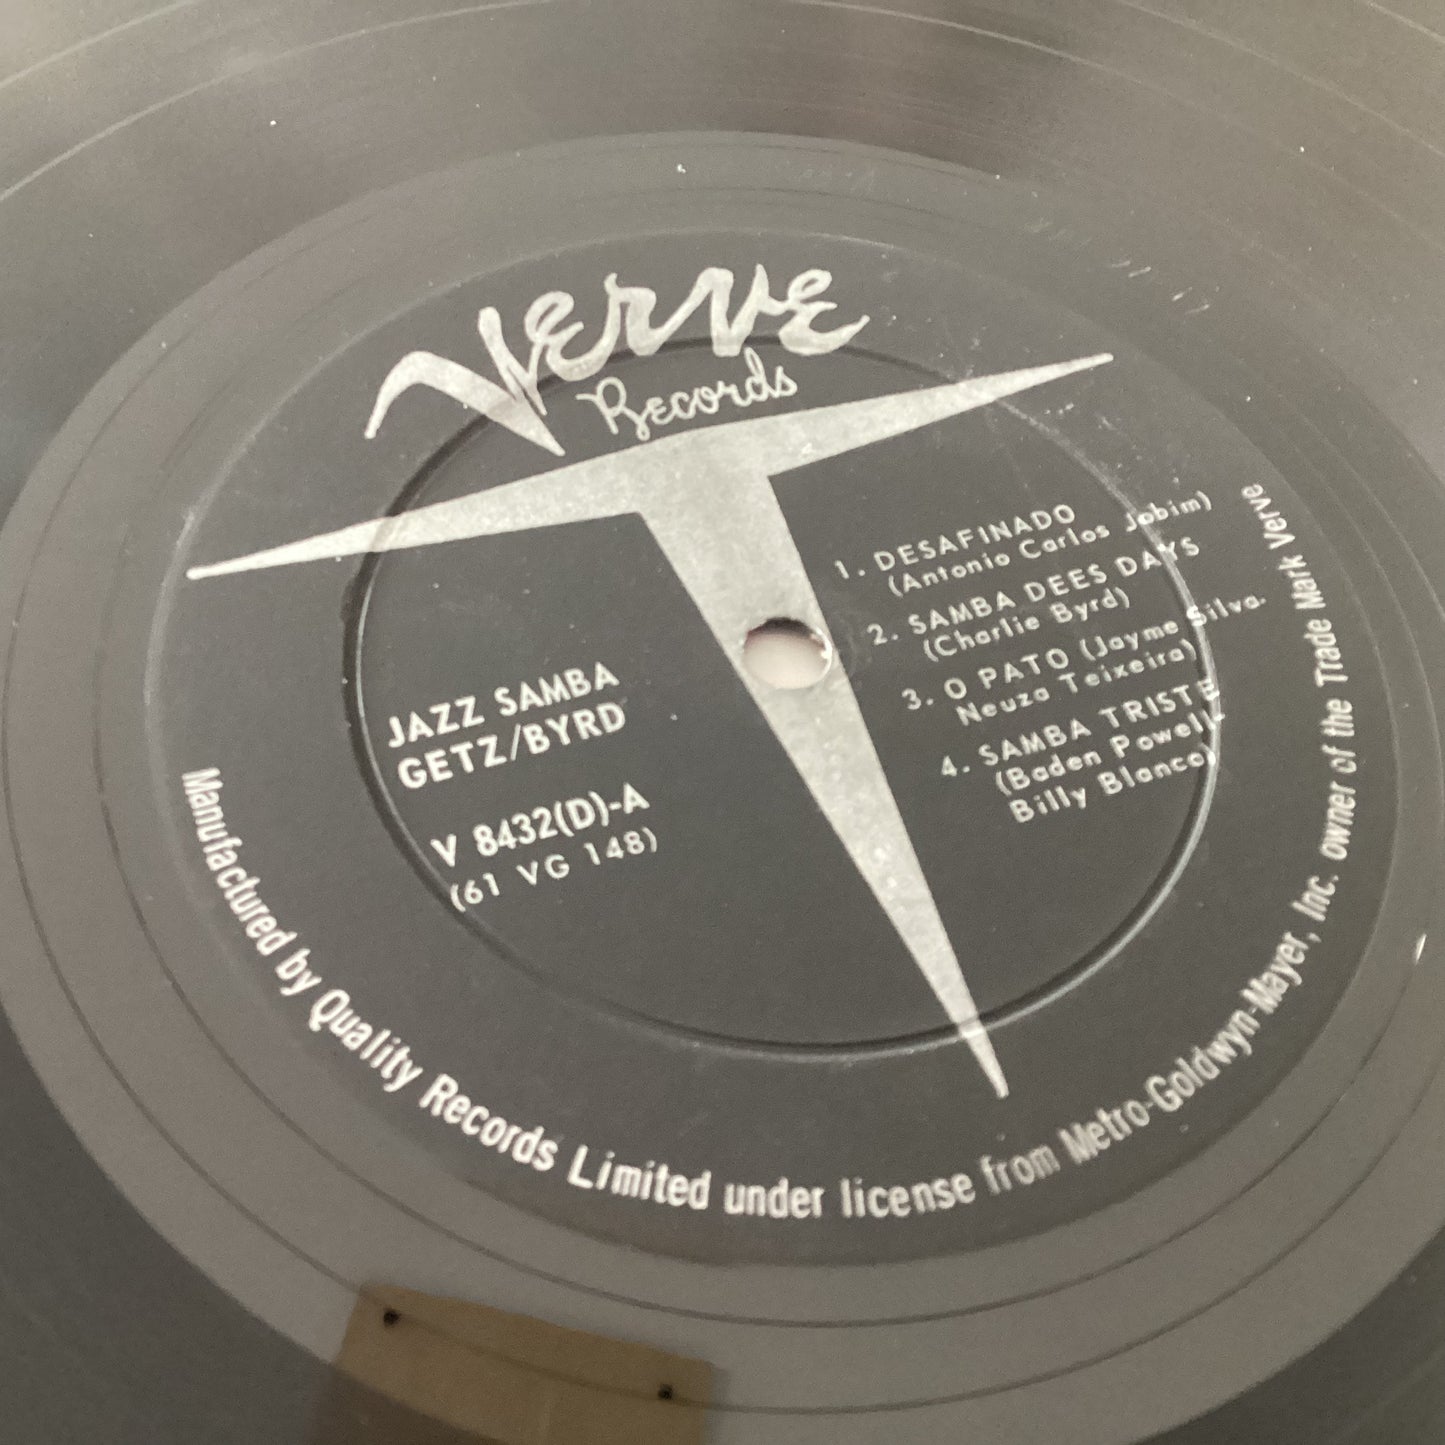 Verve
Records
1. DESAFINADO
(Antonio Carlos Jobim)
2. SAMBA DEES DAYS
(Charlie Byrd)
3. O PATO (Jayme Silva-
Neuza Teixeira)
4. SAMBA TRISTE
(Baden Powell-
Billy Blanco)
JAZZ SAMBA
GETZ/BYRD
V 8432(D)-A
(61 VG 148)
Manufactured by Quality Records Limited under license from Metro-Goldwyn-Mayer, Inc. owner of the Trade Mark Verve